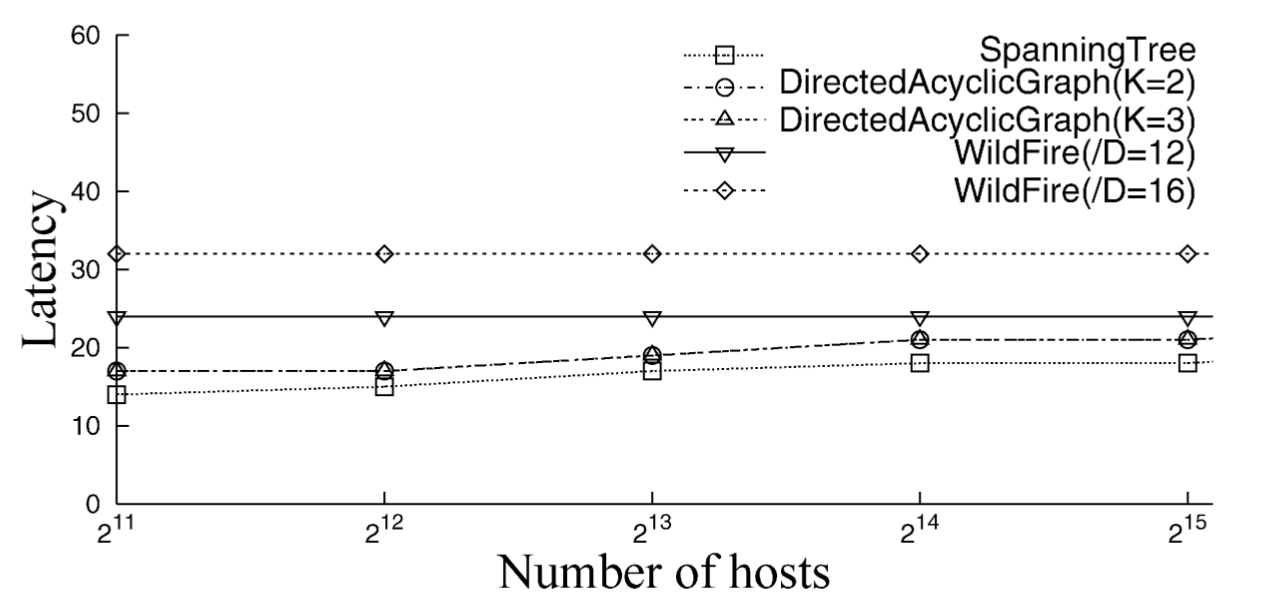 60
50
40
30
20
10
0
Latency
SpanningTree
DirectedAcyclicGraph(K=2)
DirectedAcyclicGraph(K=3)
WildFire(/D=12)
WildFire(/D=16)
2^11 2^12 2^13 2^14 2^15
Number of hosts